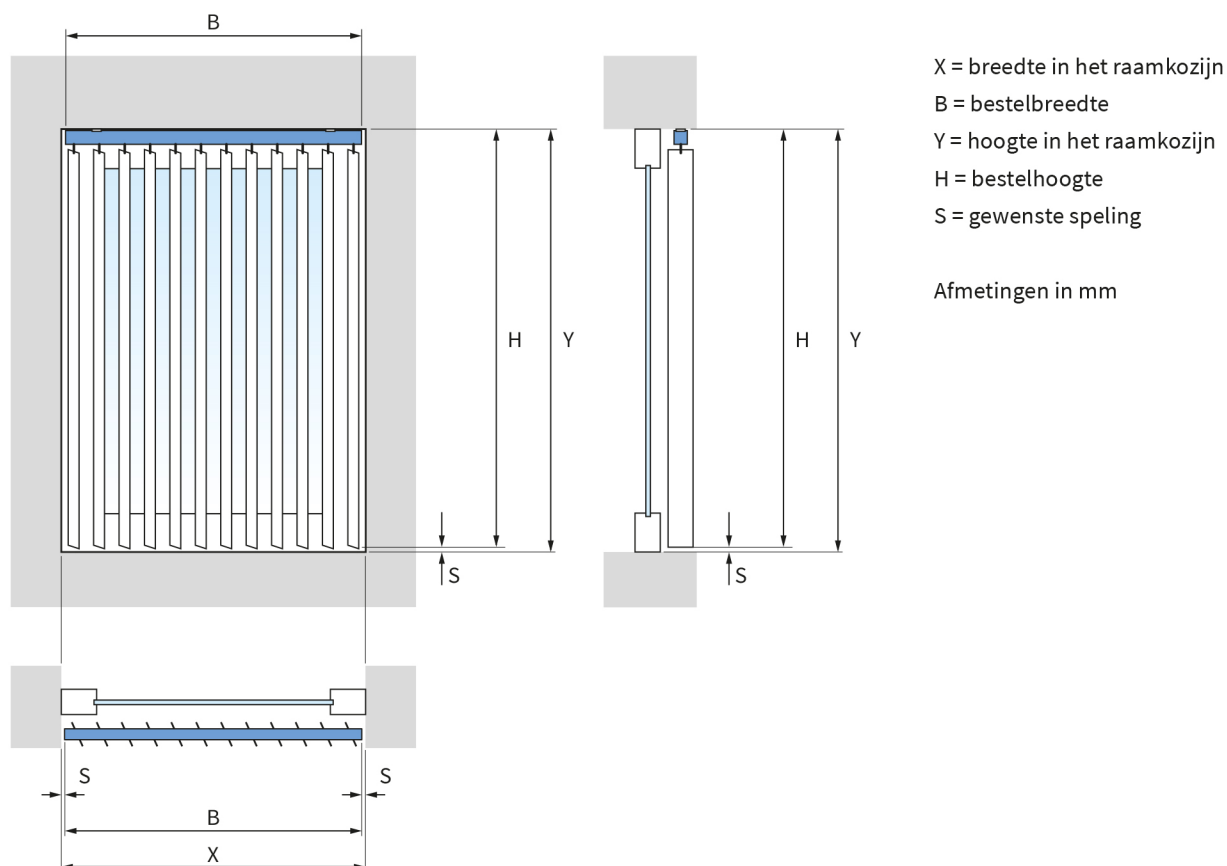 B
X = breedte in het raamkozijn
B = bestelbreedte
Y = hoogte in het raamkozijn
H = bestelhoogte
S = gewenste speling
Afmetingen in mm
H Y H Y
S S
S S
B
X